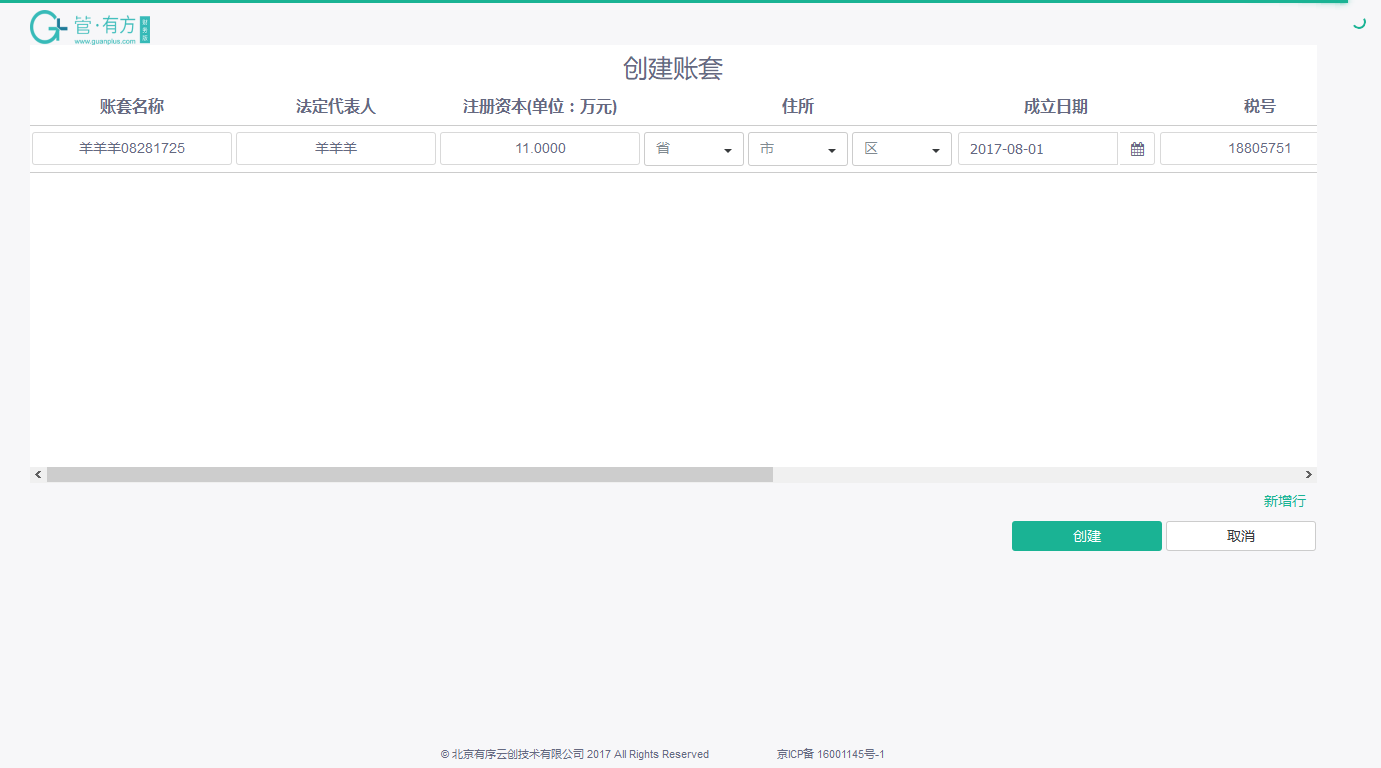 管·有方
财务版
www.guanplus.com
创建账套
账套名称 法定代表人 注册资本(单位：万元) 住所 成立日期 税号
羊羊羊08281725 羊羊羊 11.0000 省 市 区 2017-08-01 18805751
新增行
创建 取消
© 北京有序云创技术有限公司 2017 All Rights Reserved 京ICP备 16001145号-1